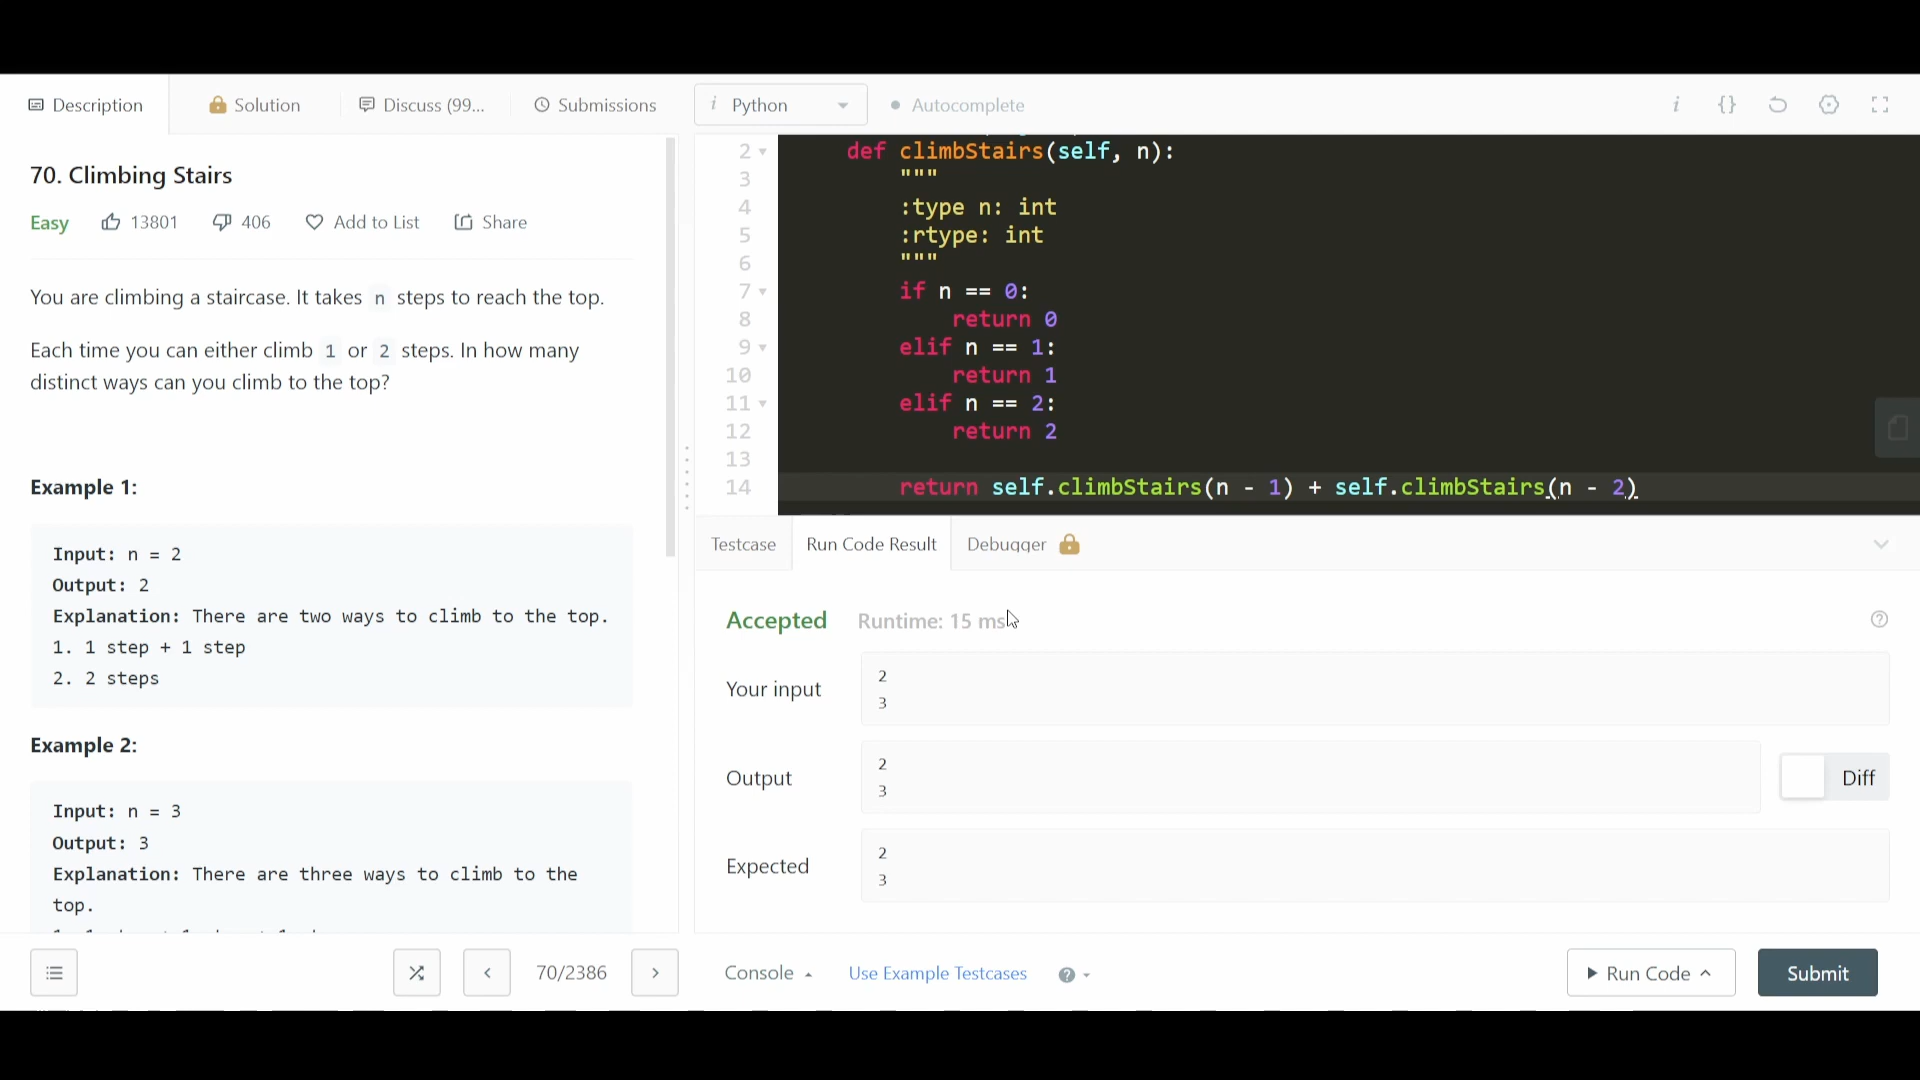 Description
Solution
Discuss (99...
Submissions
i Python
Autocomplete
i {}
70. Climbing Stairs
Easy 13801 406 Add to List Share
You are climbing a staircase. It takes n steps to reach the top.
Each time you can either climb 1 or 2 steps. In how many
distinct ways can you climb to the top?
Example 1:
Input: n = 2
Output: 2
Explanation: There are two ways to climb to the top.
1. 1 step + 1 step
2. 2 steps
Example 2:
Input: n = 3
Output: 3
Explanation: There are three ways to climb to the
top.
2 def climbStairs(self, n):
3 """
4 :type n: int
5 :rtype: int
6 """
7 if n == 0:
8 return 0
9 elif n == 1:
10 return 1
11 elif n == 2:
12 return 2
13
14 return self.climbStairs(n - 1) + self.climbStairs(n - 2)
Testcase Run Code Result Debugger
Accepted Runtime: 15 ms
Your input
2
3
Output
2
3
Diff
Expected
2
3
70/2386
Console Use Example Testcases ?
Run Code Submit